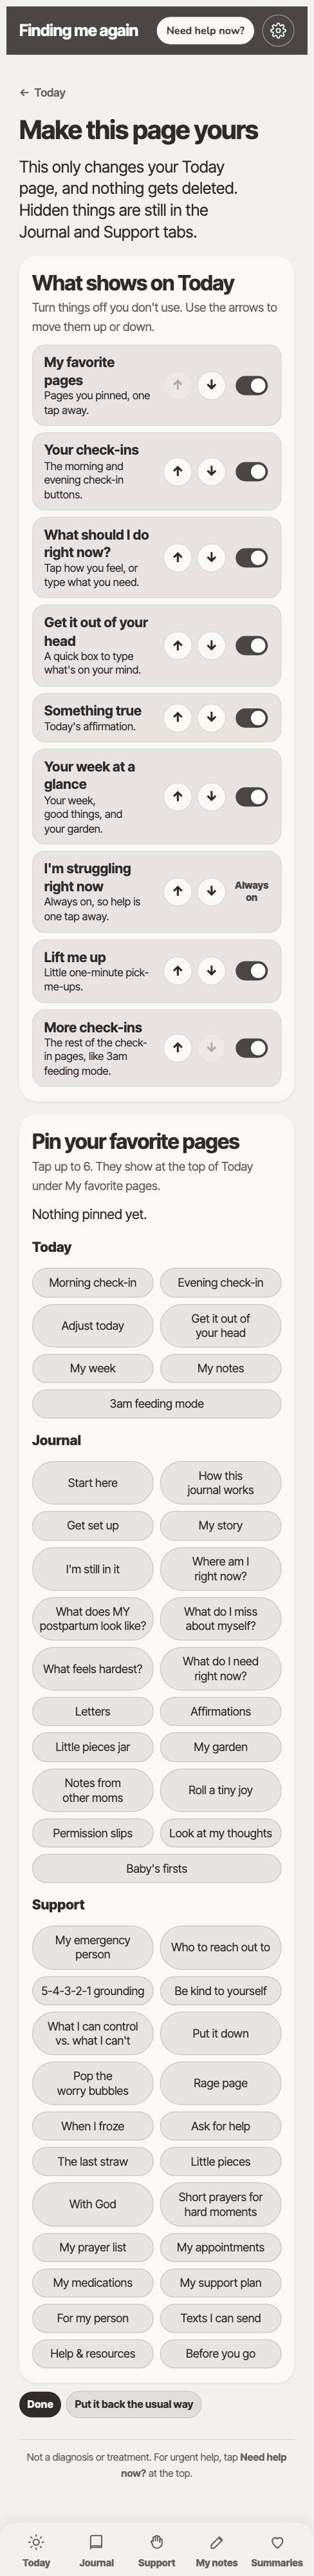 Finding me again
Need help now?
← Today
Make this page yours
This only changes your Today
page, and nothing gets deleted.
Hidden things are still in the
Journal and Support tabs.
What shows on Today
Turn things off you don't use. Use the arrows to
move them up or down.
My favorite
pages
Pages you pinned, one
tap away.
Your check-ins
The morning and
evening check-in
buttons.
What should I do
right now?
Tap how you feel, or
type what you need.
Get it out of your
head
A quick box to type
what's on your mind.
Something true
Today's affirmation.
Your week at a
glance
Your week,
good things, and
your garden.
I'm struggling
right now
Always on, so help is
one tap away.
Always
on
Lift me up
Little one-minute pick-
me-ups.
More check-ins
The rest of the check-
in pages, like 3am
feeding mode.
Pin your favorite pages
Tap up to 6. They show at the top of Today
under My favorite pages.
Nothing pinned yet.
Today
Morning check-in
Evening check-in
Adjust today
Get it out of
your head
My week
My notes
3am feeding mode
Journal
Start here
How this
journal works
Get set up
My story
I'm still in it
Where am I
right now?
What does MY
postpartum look like?
What do I miss
about myself?
What feels hardest?
What do I need
right now?
Letters
Affirmations
Little pieces jar
My garden
Notes from
other moms
Roll a tiny joy
Permission slips
Look at my thoughts
Baby's firsts
Support
My emergency
person
Who to reach out to
5-4-3-2-1 grounding
Be kind to yourself
What I can control
vs. what I can't
Put it down
Pop the
worry bubbles
Rage page
When I froze
Ask for help
The last straw
Little pieces
With God
Short prayers for
hard moments
My prayer list
My appointments
My medications
My support plan
For my person
Texts I can send
Help & resources
Before you go
Done
Put it back the usual way
Not a diagnosis or treatment. For urgent help, tap Need help
now? at the top.
Today
Journal
Support
My notes
Summaries